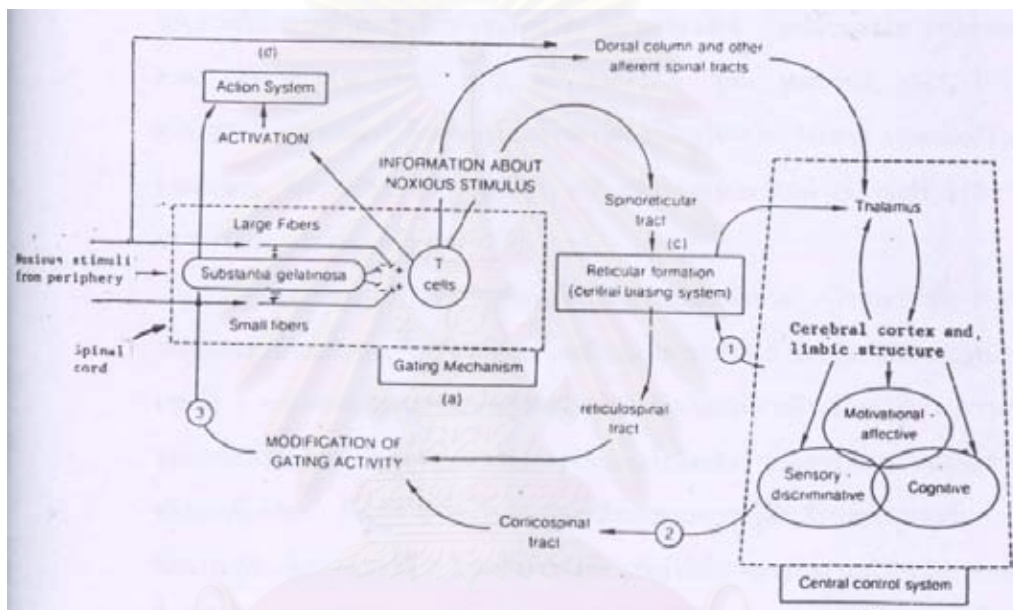 (d)
Dorsal column and other
afferent spinal tracts
Action System
ACTIVATION
INFORMATION ABOUT
NOXIOUS STIMULUS
Large Fibers
Spinoreticular
tract
Thalamus
(c)
Noxious stimuli
from periphery
Substantia gelatinosa
T
cells
Reticular formation
(central biasing system)
Small fibers
Spinal
cord
Cerebral cortex and
limbic structure
1
Gating Mechanism
(a)
3
reticulospinal
tract
Motivational -
affective
MODIFICATION OF
GATING ACTIVITY
Sensory -
discriminative
Cognitive
Corticospinal
tract
2
Central control system